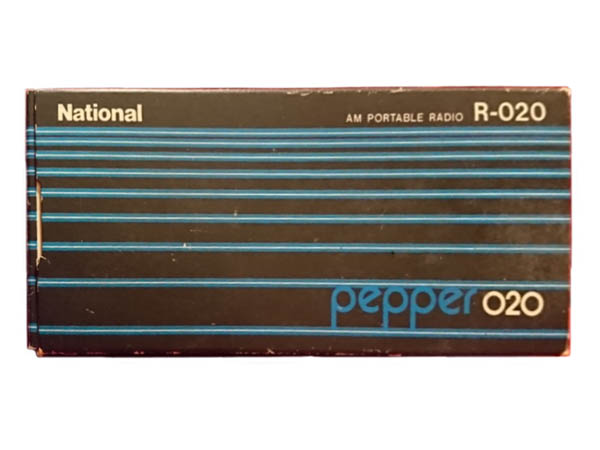 National
AM PORTABLE RADIO R-020
pepper 020